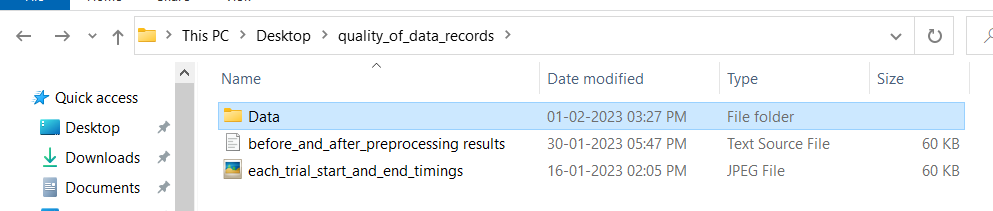 This PC > Desktop > quality_of_data_records >
Name Date modified Type Size
Quick access
Data 01-02-2023 03:27 PM File folder
Desktop
before_and_after_preprocessing results 30-01-2023 05:47 PM Text Source File 60 KB
Downloads
each_trial_start_and_end_timings 16-01-2023 02:05 PM JPEG File 60 KB
Documents